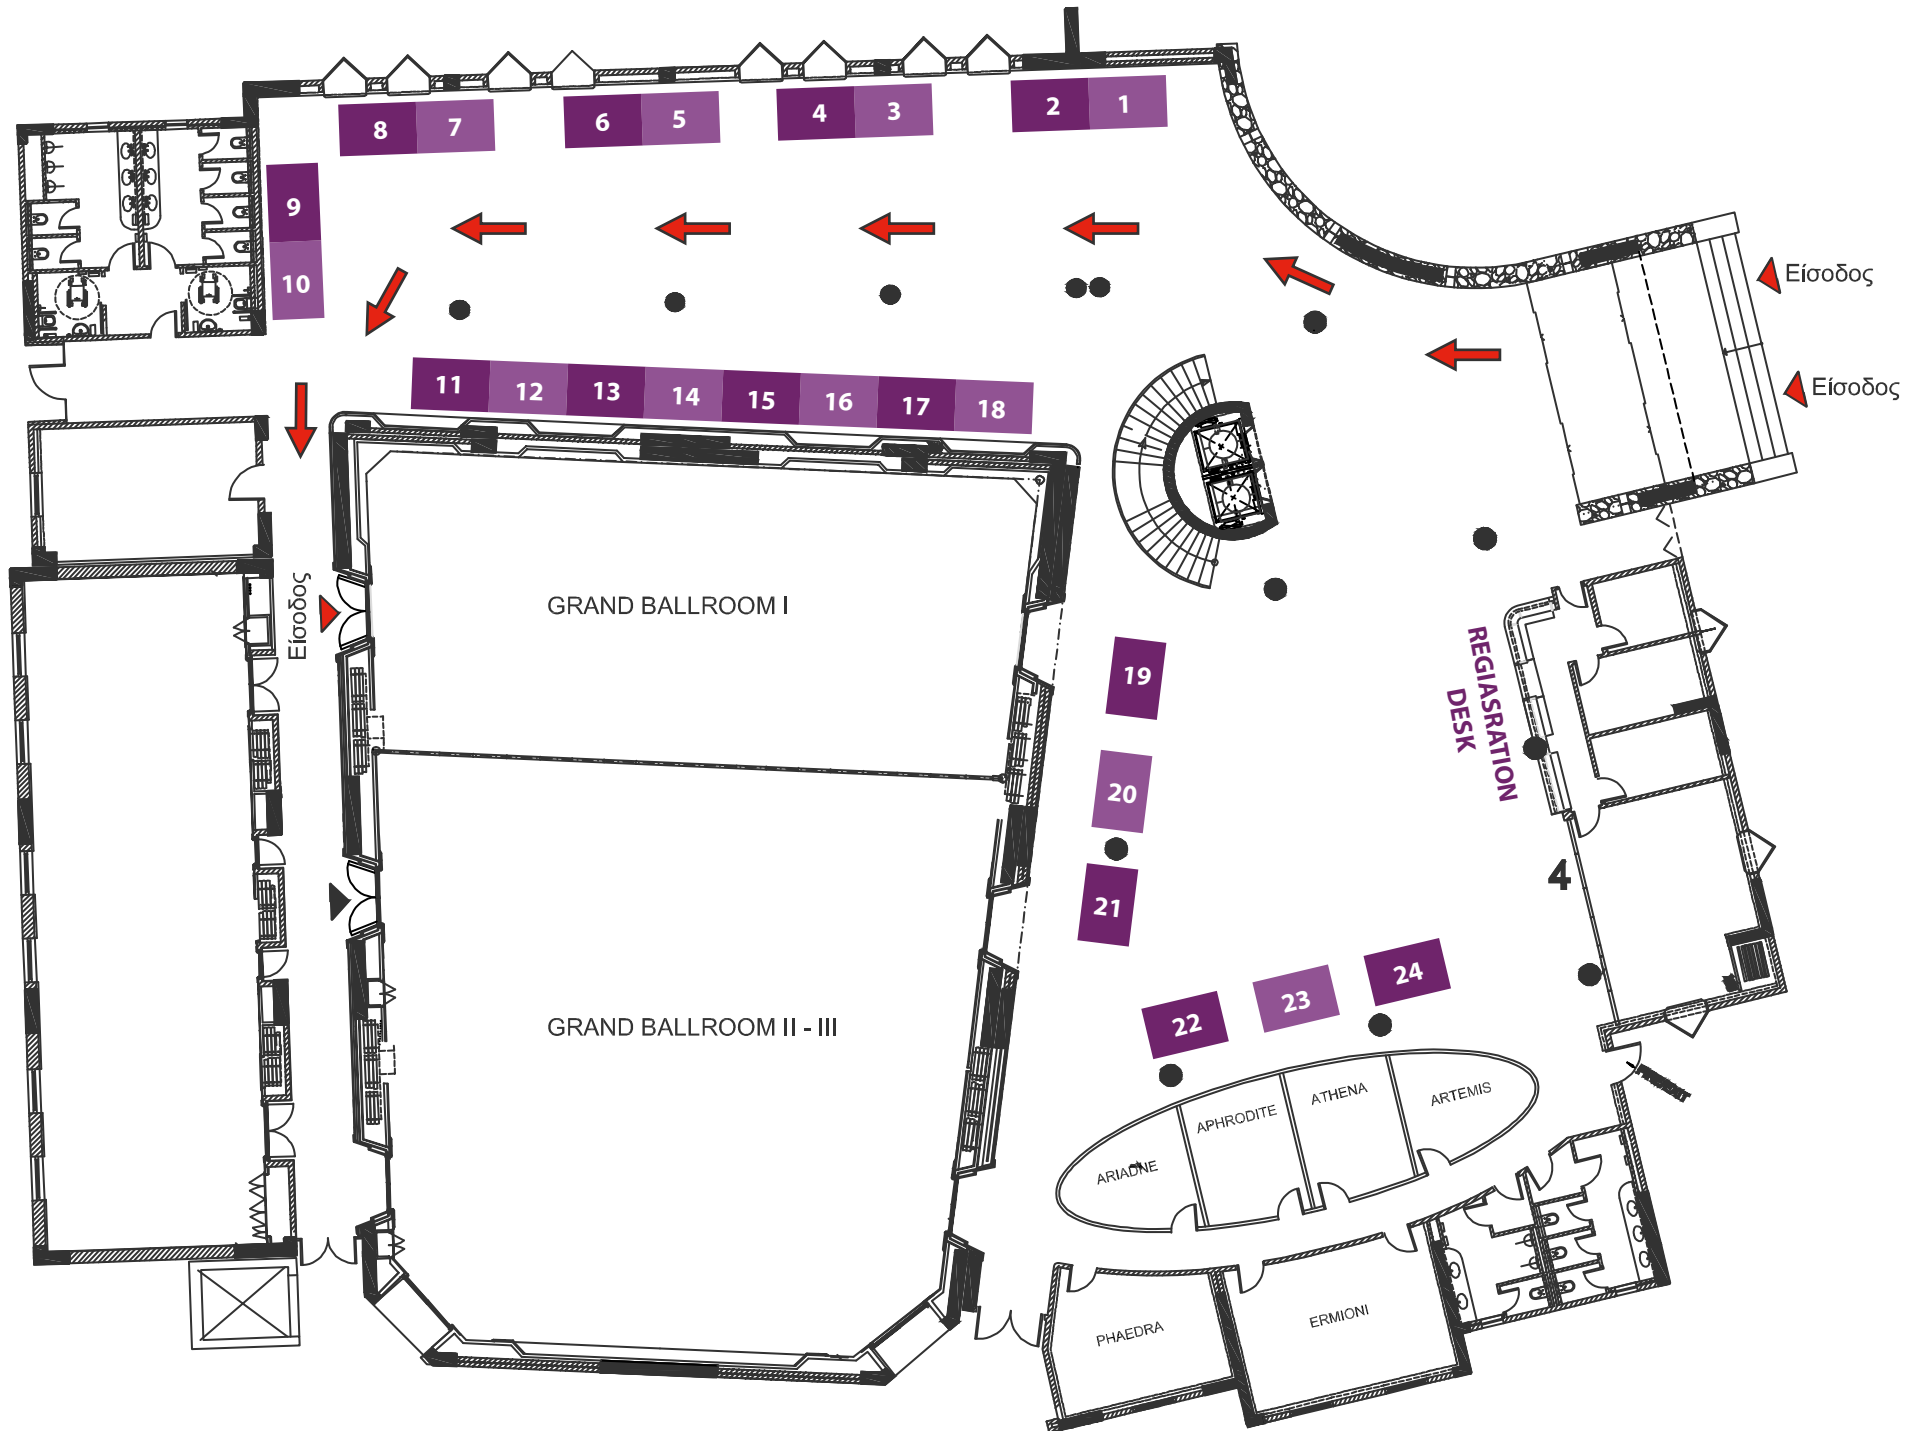 8
7
6
5
4
3
2
1
9
10
Είσοδος
Είσοδος
11
12
13
14
15
16
17
18
Είσοδος
GRAND BALLROOM I
19
20
21
REGIASRATION
DESK
4
22
23
24
GRAND BALLROOM II - III
ARIADNE
APHRODITE
ATHENA
ARTEMIS
PHAEDRA
ERMIONI